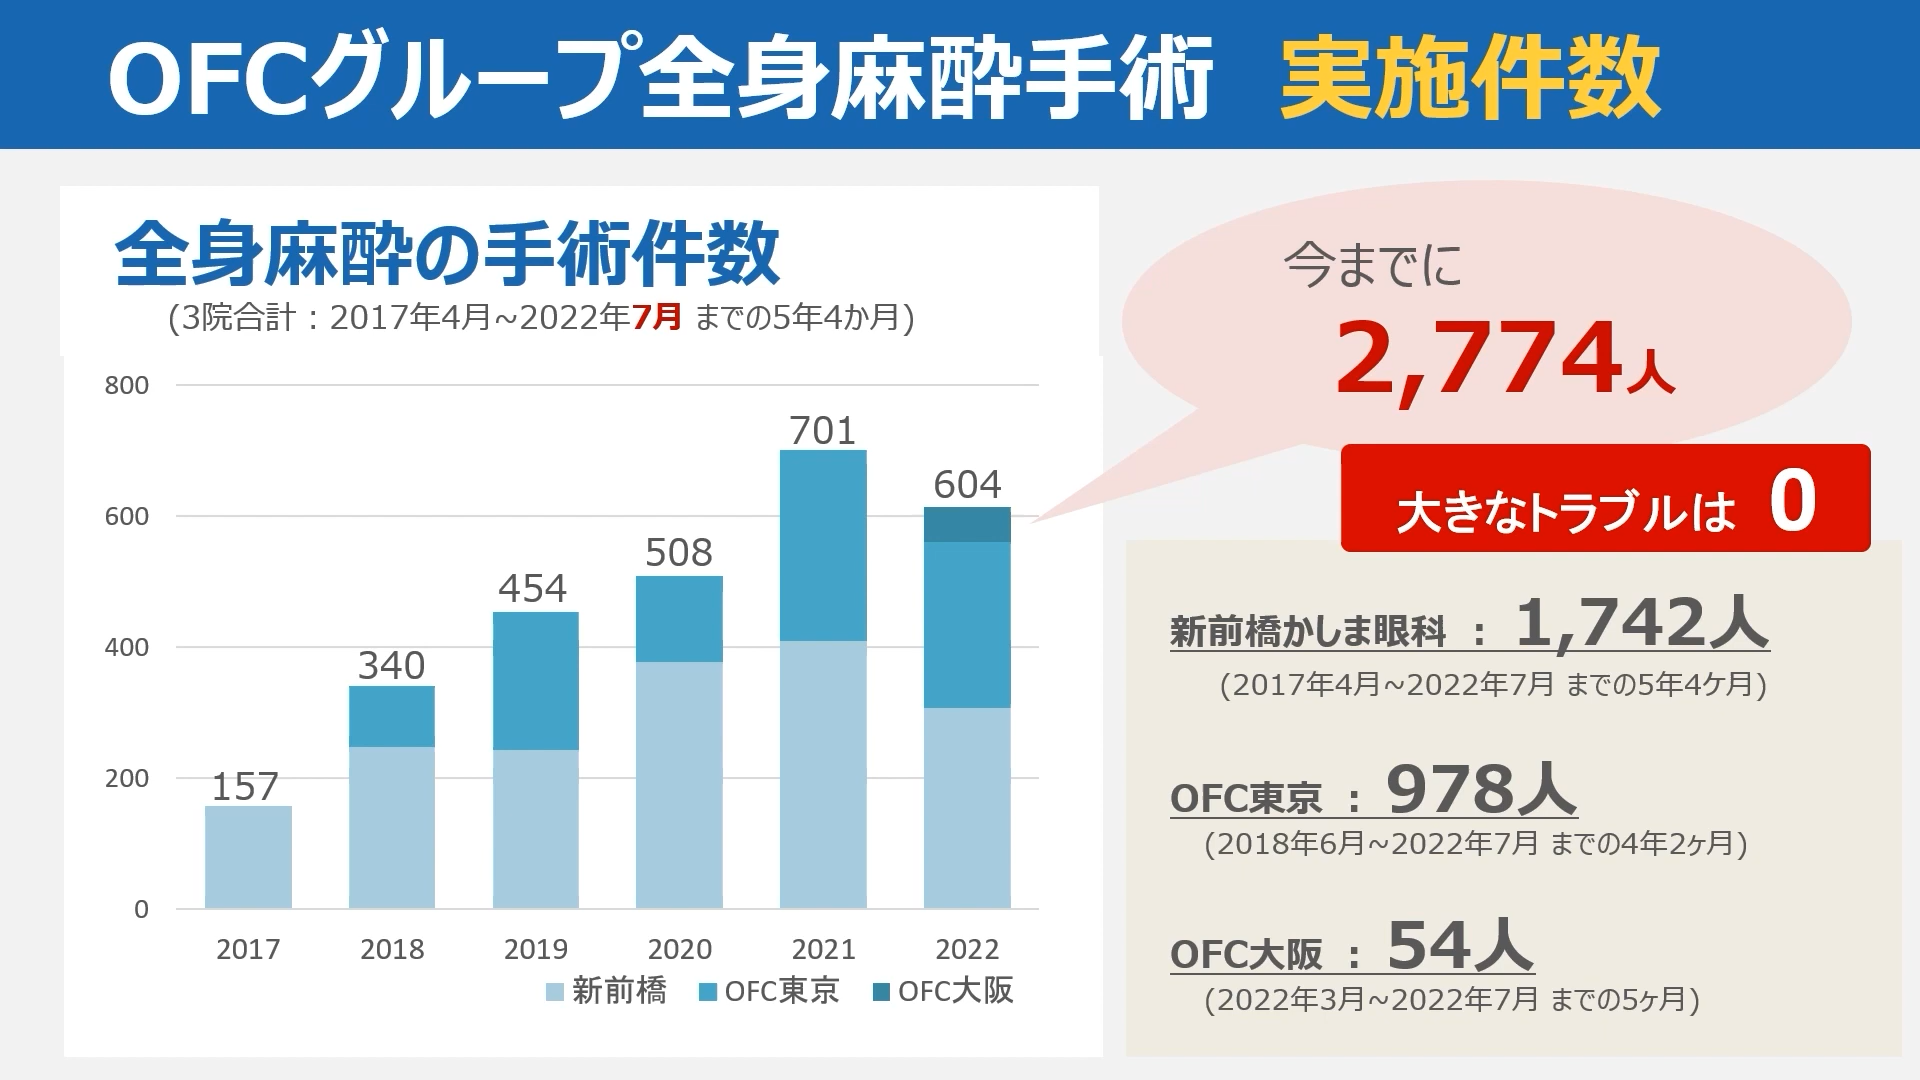 OFCグループ全身麻酔手術 実施件数
全身麻酔の手術件数
(3院合計：2017年4月~2022年7月 までの5年4か月)
800
600
400
200
0
157
340
454
508
701
604
2017 2018 2019 2020 2021 2022
新前橋 OFC東京 OFC大阪
今までに
2,774人
大きなトラブルは 0
新前橋かしま眼科 ： 1,742人
(2017年4月~2022年7月 までの5年4ケ月)
OFC東京 ： 978人
(2018年6月~2022年7月 までの4年2ヶ月)
OFC大阪 ： 54人
(2022年3月~2022年7月 までの5ヶ月)